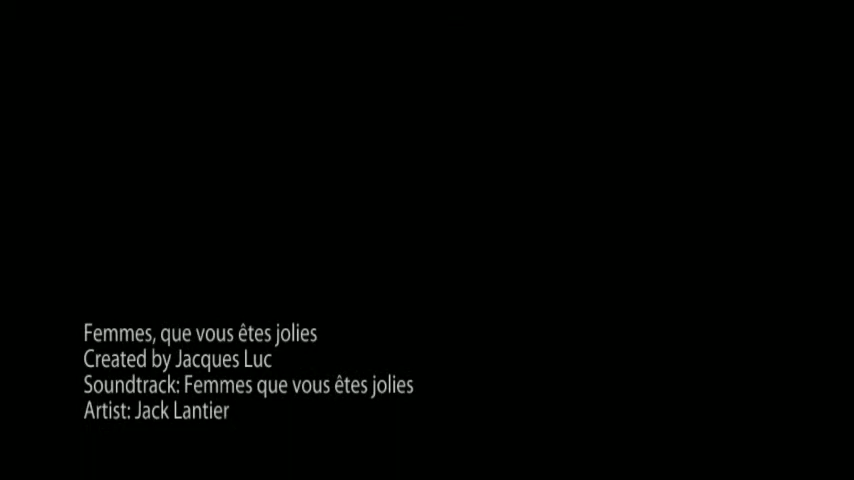 Femmes, que vous êtes jolies
Created by Jacques Luc
Soundtrack: Femmes que vous êtes jolies
Artist: Jack Lantier